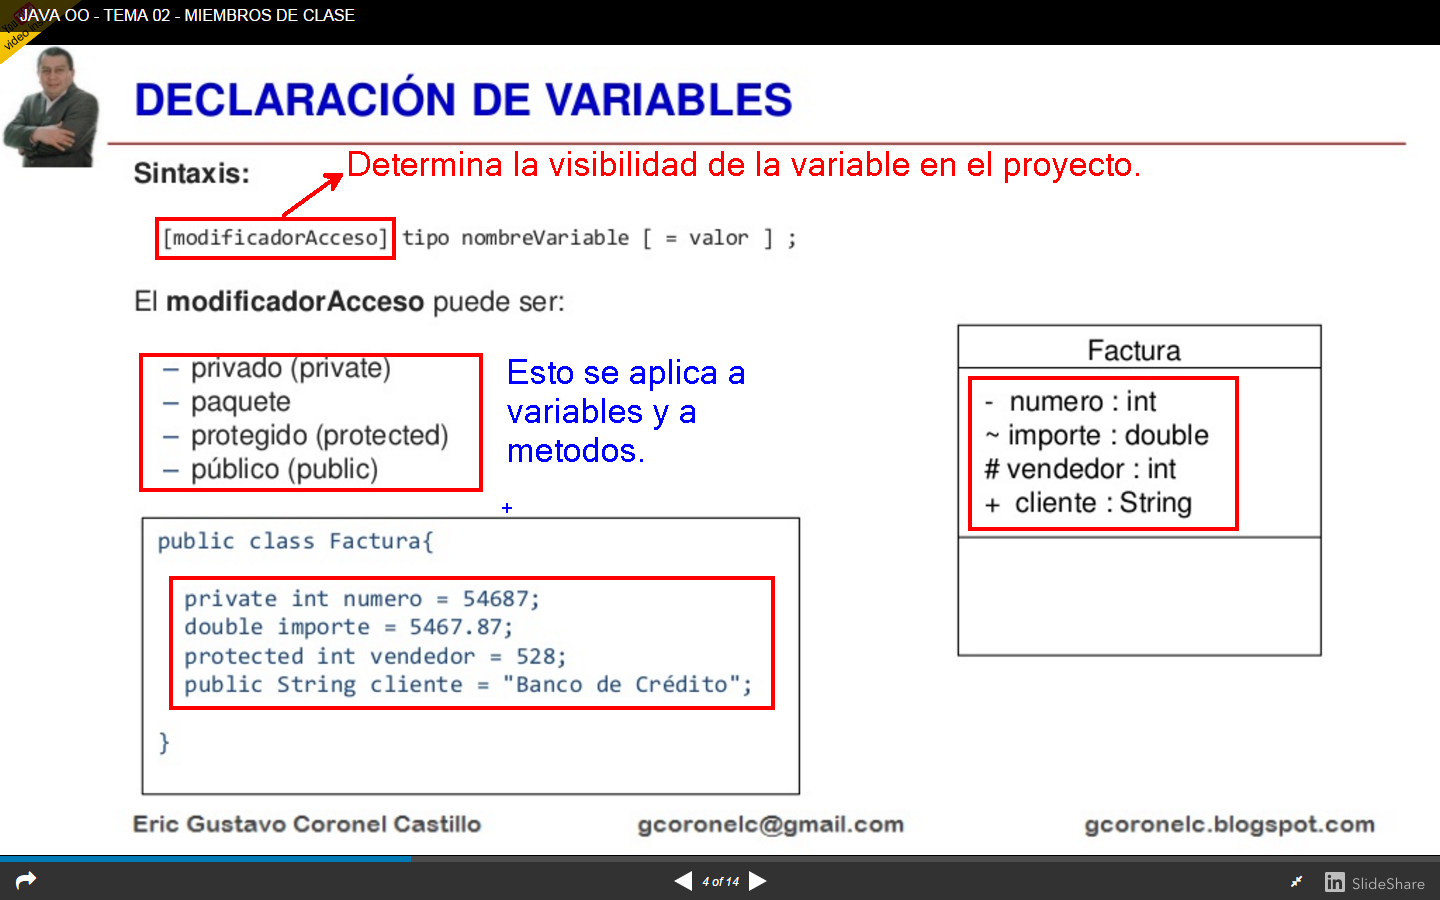 JAVA OO - TEMA 02 - MIEMBROS DE CLASE
DECLARACIÓN DE VARIABLES
Sintaxis:
Determina la visibilidad de la variable en el proyecto.
[modificadorAcceso] tipo nombreVariable [ = valor ] ;
El modificadorAcceso puede ser:
– privado (private)
– paquete
– protegido (protected)
– público (public)
Esto se aplica a
variables y a
metodos.
Factura
- numero : int
~ importe : double
# vendedor : int
+ cliente : String
public class Factura{
private int numero = 54687;
double importe = 5467.87;
protected int vendedor = 528;
public String cliente = "Banco de Crédito";
}
Eric Gustavo Coronel Castillo
gcoronelc@gmail.com
gcoronelc.blogspot.com
4 of 14
in SlideShare